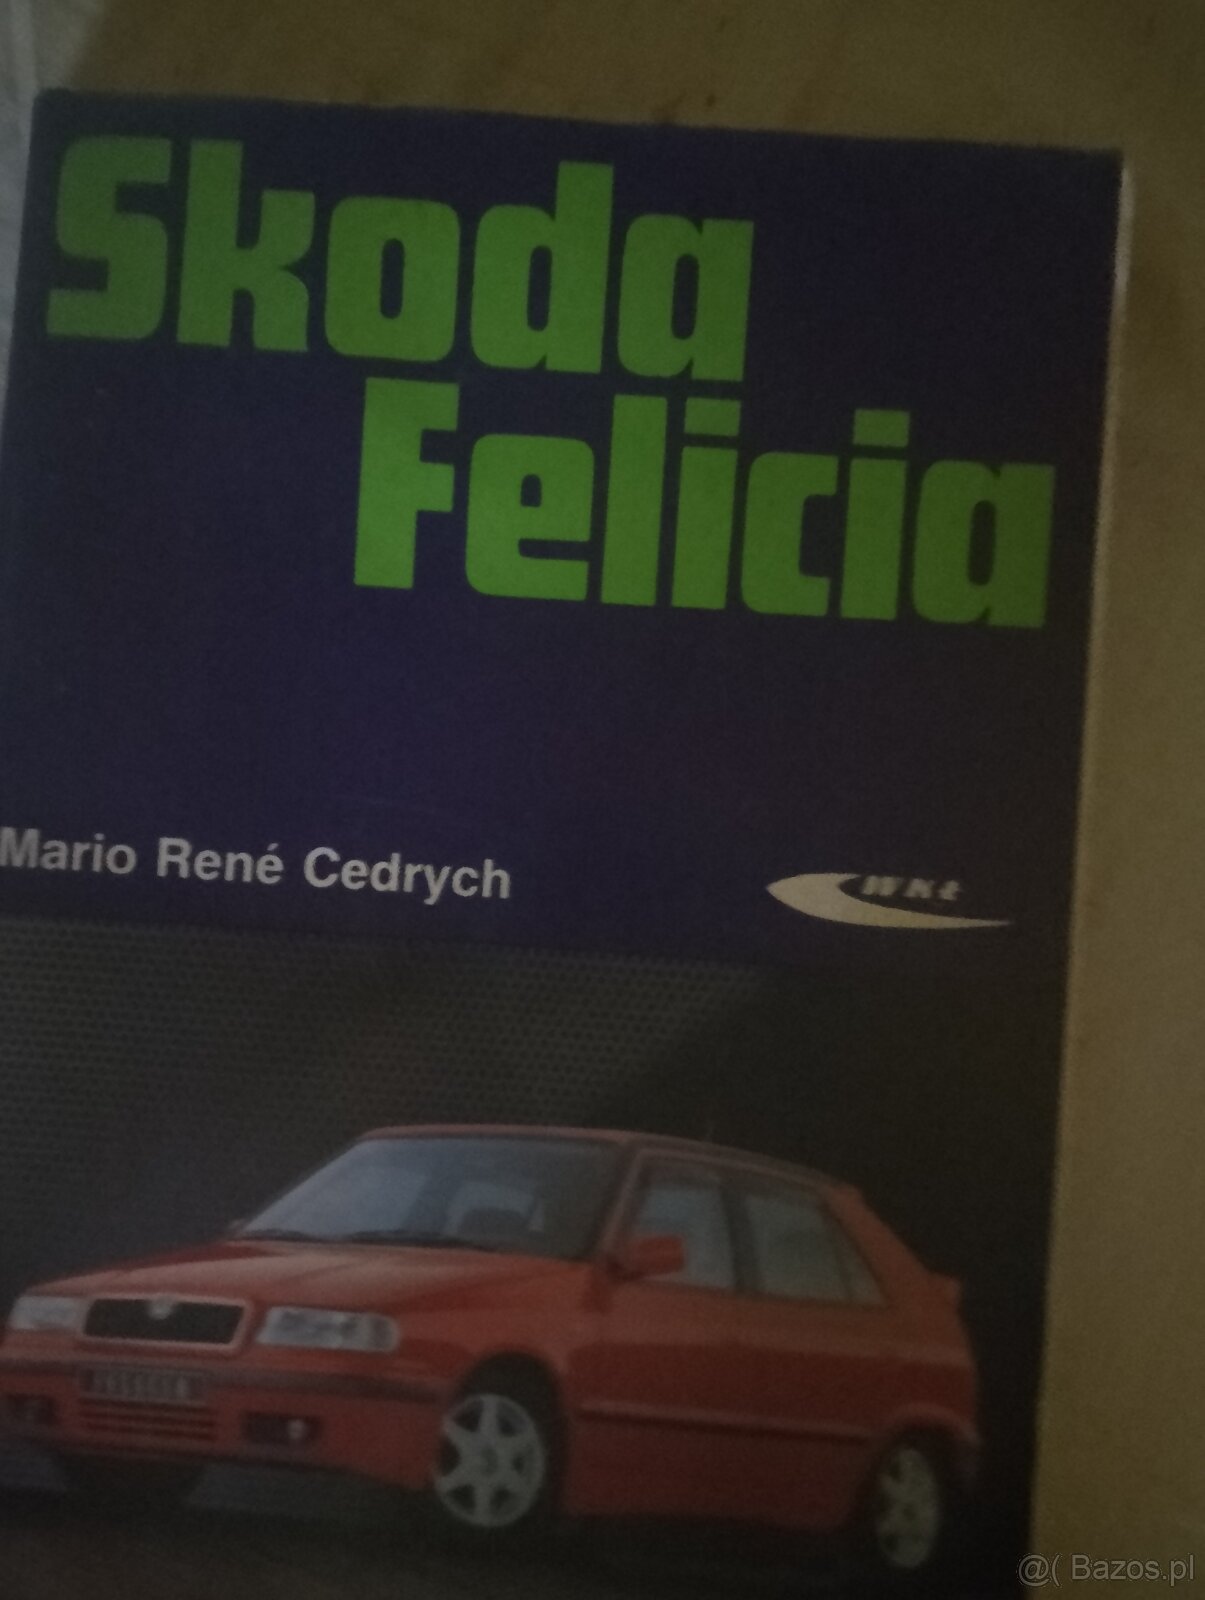 Skoda
Felicia
Mario René Cedrych
WKŁ
@( Bazos.pl